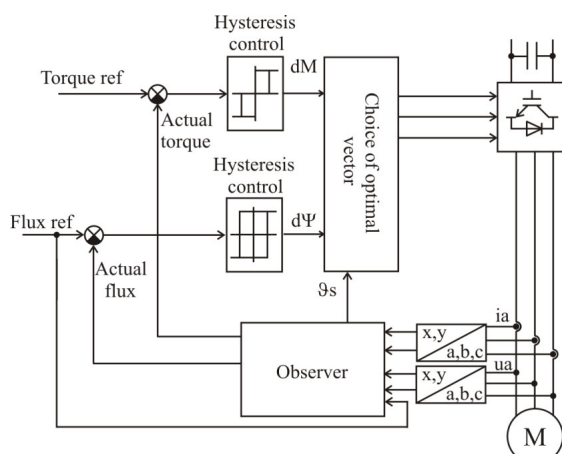 Hysteresis
control
dM
Torque ref
Actual
torque
Choice of optimal
vector
Hysteresis
control
dΨ
Flux ref
Actual
flux
ϑs
ia
x,y
a,b,c
ua
x,y
a,b,c
Observer
M